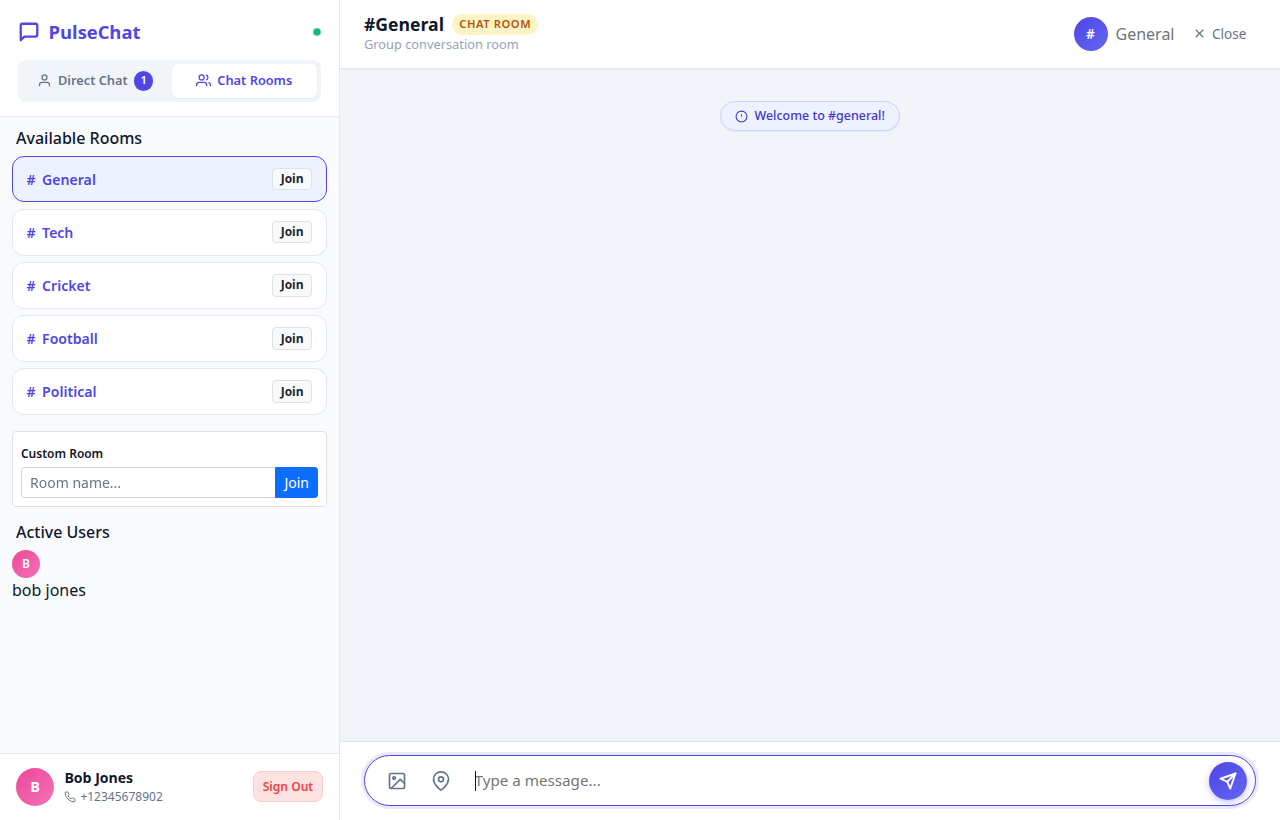 PulseChat
Direct Chat 1
Chat Rooms
Available Rooms
# General Join
# Tech Join
# Cricket Join
# Football Join
# Political Join
Custom Room
Room name... Join
Active Users
B
bob jones
B
Bob Jones
+12345678902
Sign Out
#General CHAT ROOM
Group conversation room
# General
Close
Welcome to #general!
Type a message...